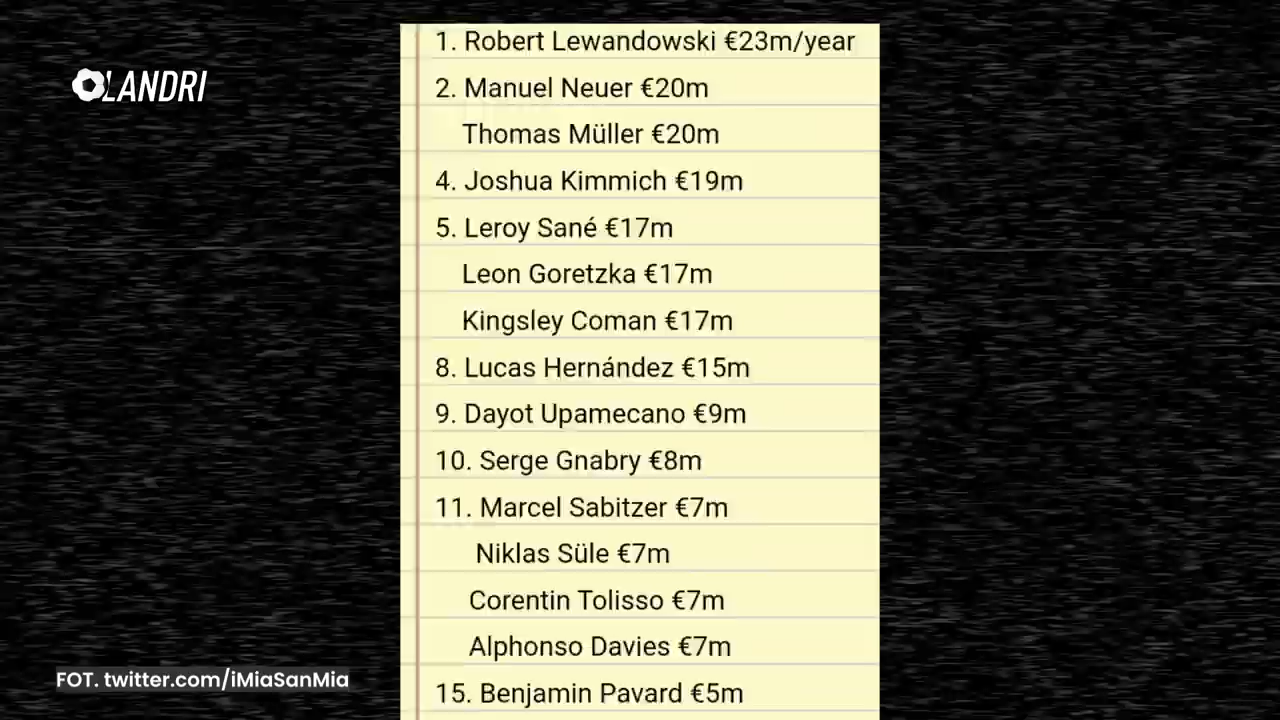 1. Robert Lewandowski €23m/year
OLANDRI
2. Manuel Neuer €20m
Thomas Müller €20m
4. Joshua Kimmich €19m
5. Leroy Sané €17m
Leon Goretzka €17m
Kingsley Coman €17m
8. Lucas Hernández €15m
9. Dayot Upamecano €9m
10. Serge Gnabry €8m
11. Marcel Sabitzer €7m
Niklas Süle €7m
Corentin Tolisso €7m
Alphonso Davies €7m
FOT. twitter.com/iMiaSanMia
15. Benjamin Pavard €5m